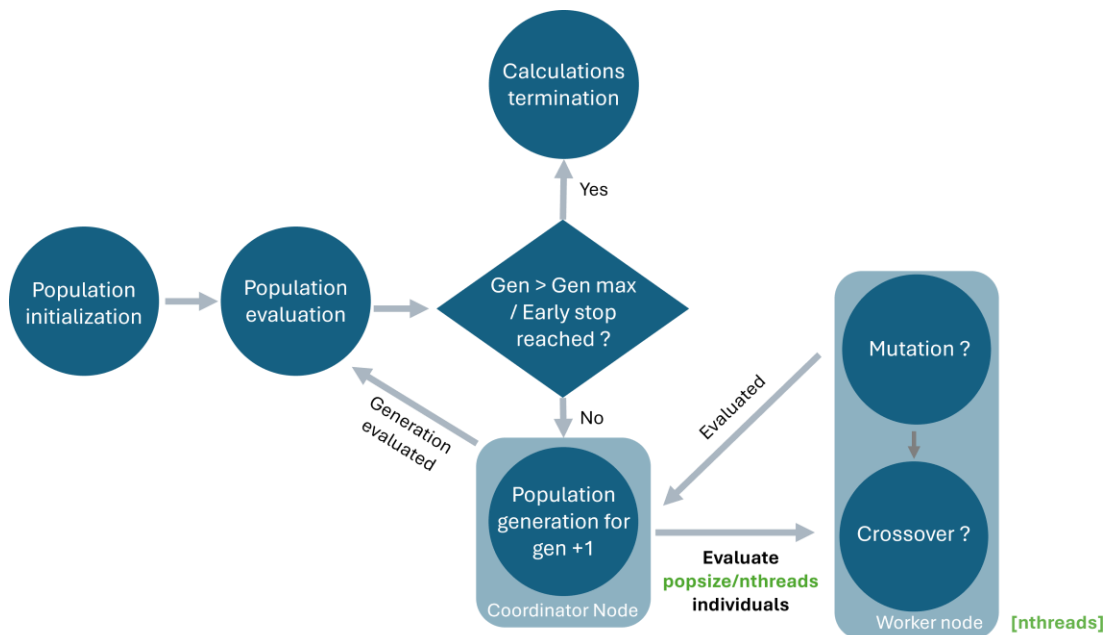 Calculations
termination
Yes
Population
initialization
Population
evaluation
Gen > Gen max
/ Early stop
reached ?
Mutation ?
No
Generation
evaluated
Evaluated
Population
generation for
gen +1
Crossover ?
Evaluate
popsize/nthreads
individuals
Coordinator Node
Worker node
[nthreads]